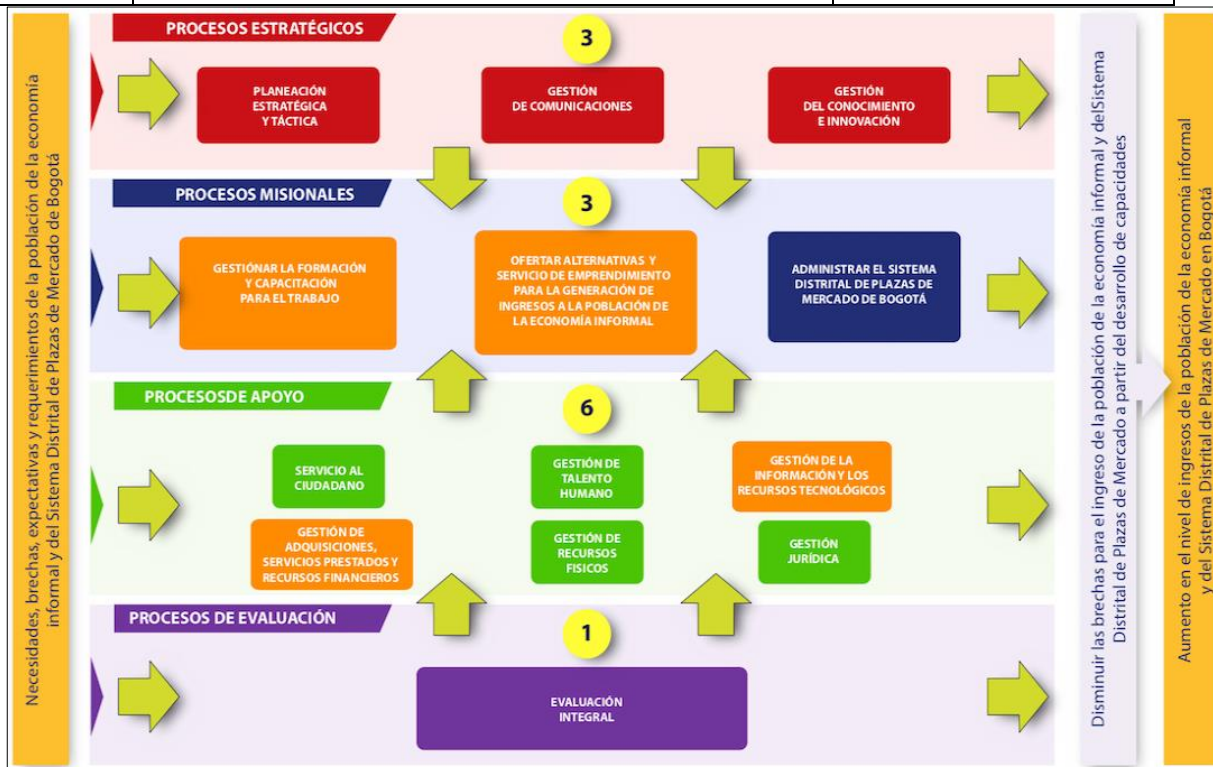 Necesidades, brechas, expectativas y requerimientos de la población de la economía
informal y del Sistema Distrital de Plazas de Mercado de Bogotá
PROCESOS ESTRATÉGICOS
3
PLANEACIÓN
ESTRATÉGICA
Y TÁCTICA
GESTIÓN
DE COMUNICACIONES
GESTIÓN
DEL CONOCIMIENTO
E INNOVACIÓN
PROCESOS MISIONALES
3
GESTIÓNAR LA FORMACIÓN
Y CAPACITACIÓN
PARA EL TRABAJO
OFERTAR ALTERNATIVAS Y
SERVICIO DE EMPRENDIMIENTO
PARA LA GENERACIÓN DE
INGRESOS A LA POBLACIÓN DE
LA ECONOMÍA INFORMAL
ADMINISTRAR EL SISTEMA
DISTRITAL DE PLAZAS DE
MERCADO DE BOGOTÁ
PROCESOSDE APOYO
6
SERVICIO AL
CIUDADANO
GESTIÓN DE
TALENTO
HUMANO
GESTIÓN DE LA
INFORMACIÓN Y LOS
RECURSOS TECNOLÓGICOS
GESTIÓN DE
ADQUISICIONES,
SERVICIOS PRESTADOS Y
RECURSOS FINANCIEROS
GESTIÓN DE
RECURSOS
FISICOS
GESTIÓN
JURÍDICA
PROCESOS DE EVALUACIÓN
1
EVALUACIÓN
INTEGRAL
Disminuir las brechas para el ingreso de la población de la economía informal y delSistema
Distrital de Plazas de Mercado a partir del desarrollo de capacidades
Aumento en el nivel de ingresos de la población de la economía informal
y del Sistema Distrital de Plazas de Mercado en Bogotá